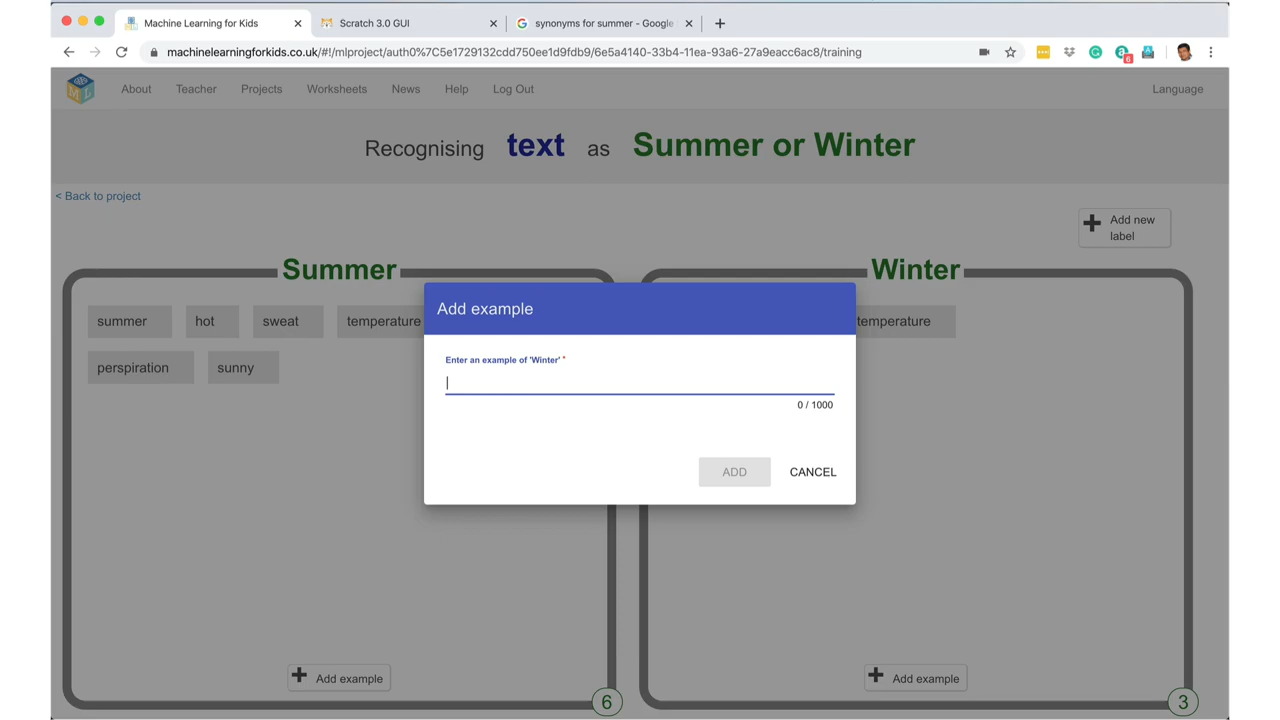 Machine Learning for Kids
Scratch 3.0 GUI
synonyms for summer - Google
machinelearningforkids.co.uk/#!/mlproject/auth0%7C5e1729132cdd750ee1d9fdb9/6e5a4140-33b4-11ea-93a6-27a9eacc6ac8/training
6
About Teacher Projects Worksheets News Help Log Out Language
Recognising text as Summer or Winter
< Back to project
Add new
label
Summer
summer hot sweat temperature
perspiration sunny
Add example
6
Winter
temperature
Add example
3
Add example
Enter an example of 'Winter' *
0 / 1000
ADD CANCEL